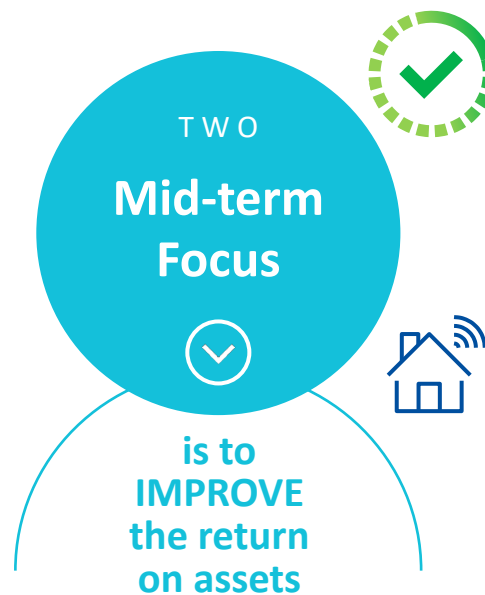 TWO
Mid-term
Focus
is to
IMPROVE
the return
on assets